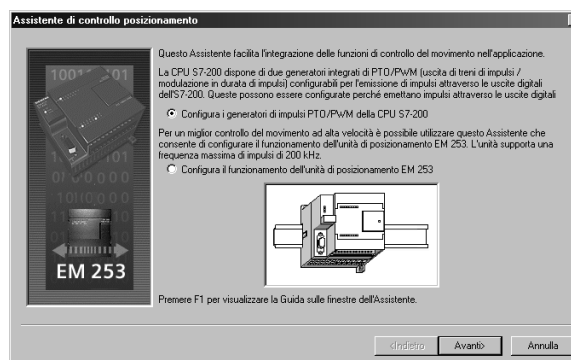 Assistente di controllo posizionamento
Questo Assistente facilita l'integrazione delle funzioni di controllo del movimento nell'applicazione.
La CPU S7-200 dispone di due generatori integrati di PTO/PWM (uscita di treni di impulsi /
modulazione in durata di impulsi) configurabili per l'emissione di impulsi attraverso le uscite digitali
dell'S7-200. Queste possono essere configurate perché emettano impulsi attraverso le uscite digitali
Configura i generatori di impulsi PTO/PWM della CPU S7-200
Per un miglior controllo del movimento ad alta velocità è possibile utilizzare questo Assistente che
consente di configurare il funzionamento dell'unità di posizionamento EM 253. L'unità supporta una
frequenza massima di impulsi di 200 kHz.
Configura il funzionamento dell'unità di posizionamento EM 253
EM 253
Premere F1 per visualizzare la Guida sulle finestre dell'Assistente.
<Indietro
Avanti>
Annulla